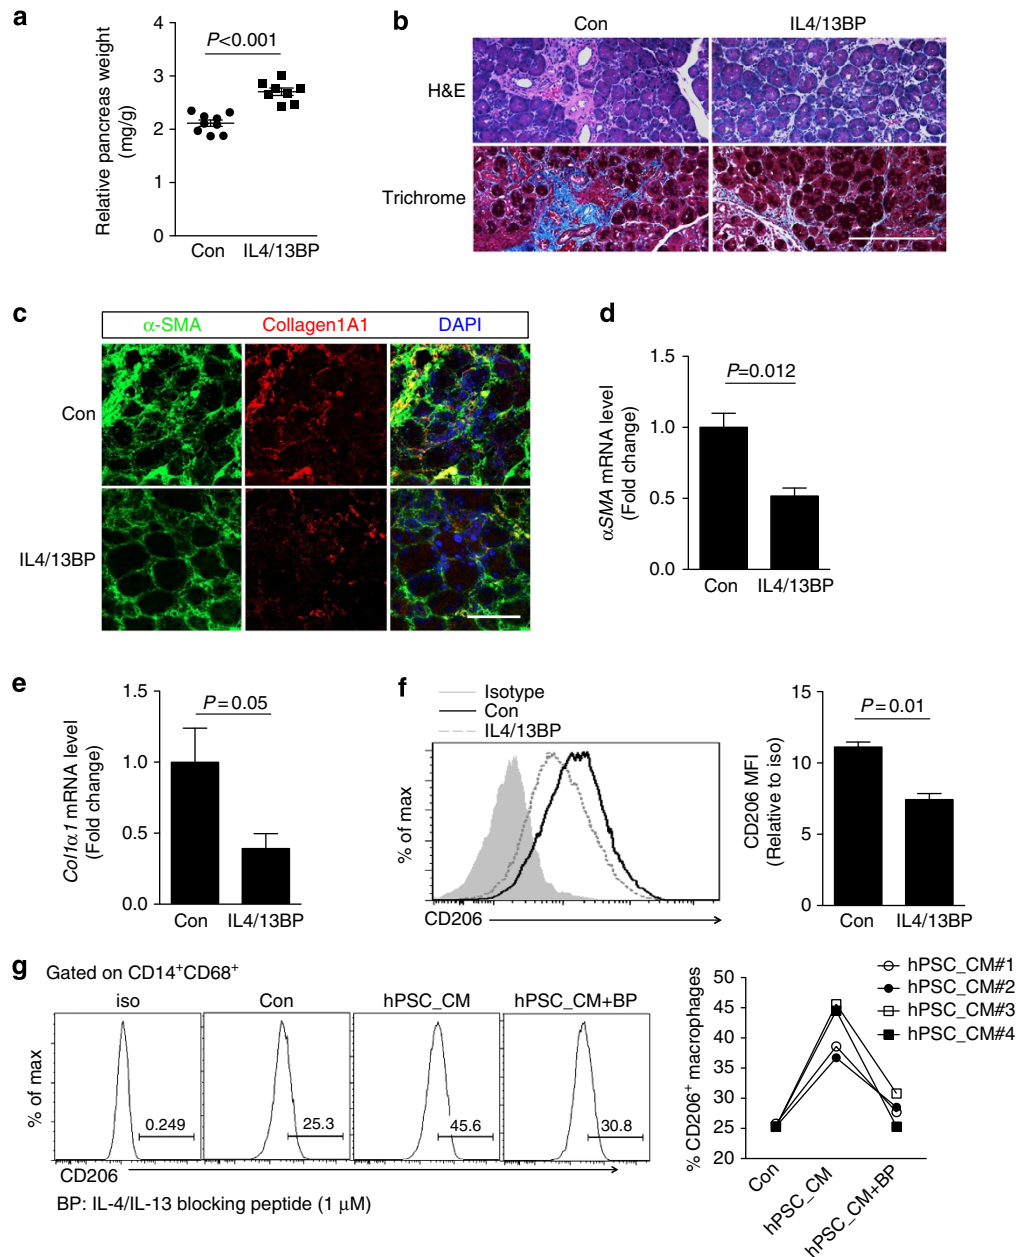 a
Relative pancreas weight
(mg/g)
4
3
2
1
0
P<0.001
Con IL4/13BP
b
Con IL4/13BP
H&E
Trichrome
c
α-SMA Collagen1A1 DAPI
Con
IL4/13BP
d
αSMA mRNA level
(Fold change)
1.5
1.0
0.5
0.0
P=0.012
Con IL4/13BP
e
Col1α1 mRNA level
(Fold change)
1.5
1.0
0.5
0.0
P=0.05
Con IL4/13BP
f
Isotype
Con
IL4/13BP
% of max
CD206
CD206 MFI
(Relative to iso)
15
10
5
0
P=0.01
Con IL4/13BP
g
Gated on CD14⁺CD68⁺
iso Con hPSC_CM hPSC_CM+BP
% of max
0.249 25.3 45.6 30.8
CD206
BP: IL-4/IL-13 blocking peptide (1 μM)
% CD206⁺ macrophages
50
45
40
35
30
25
20
Con hPSC_CM hPSC_CM+BP
hPSC_CM#1
hPSC_CM#2
hPSC_CM#3
hPSC_CM#4